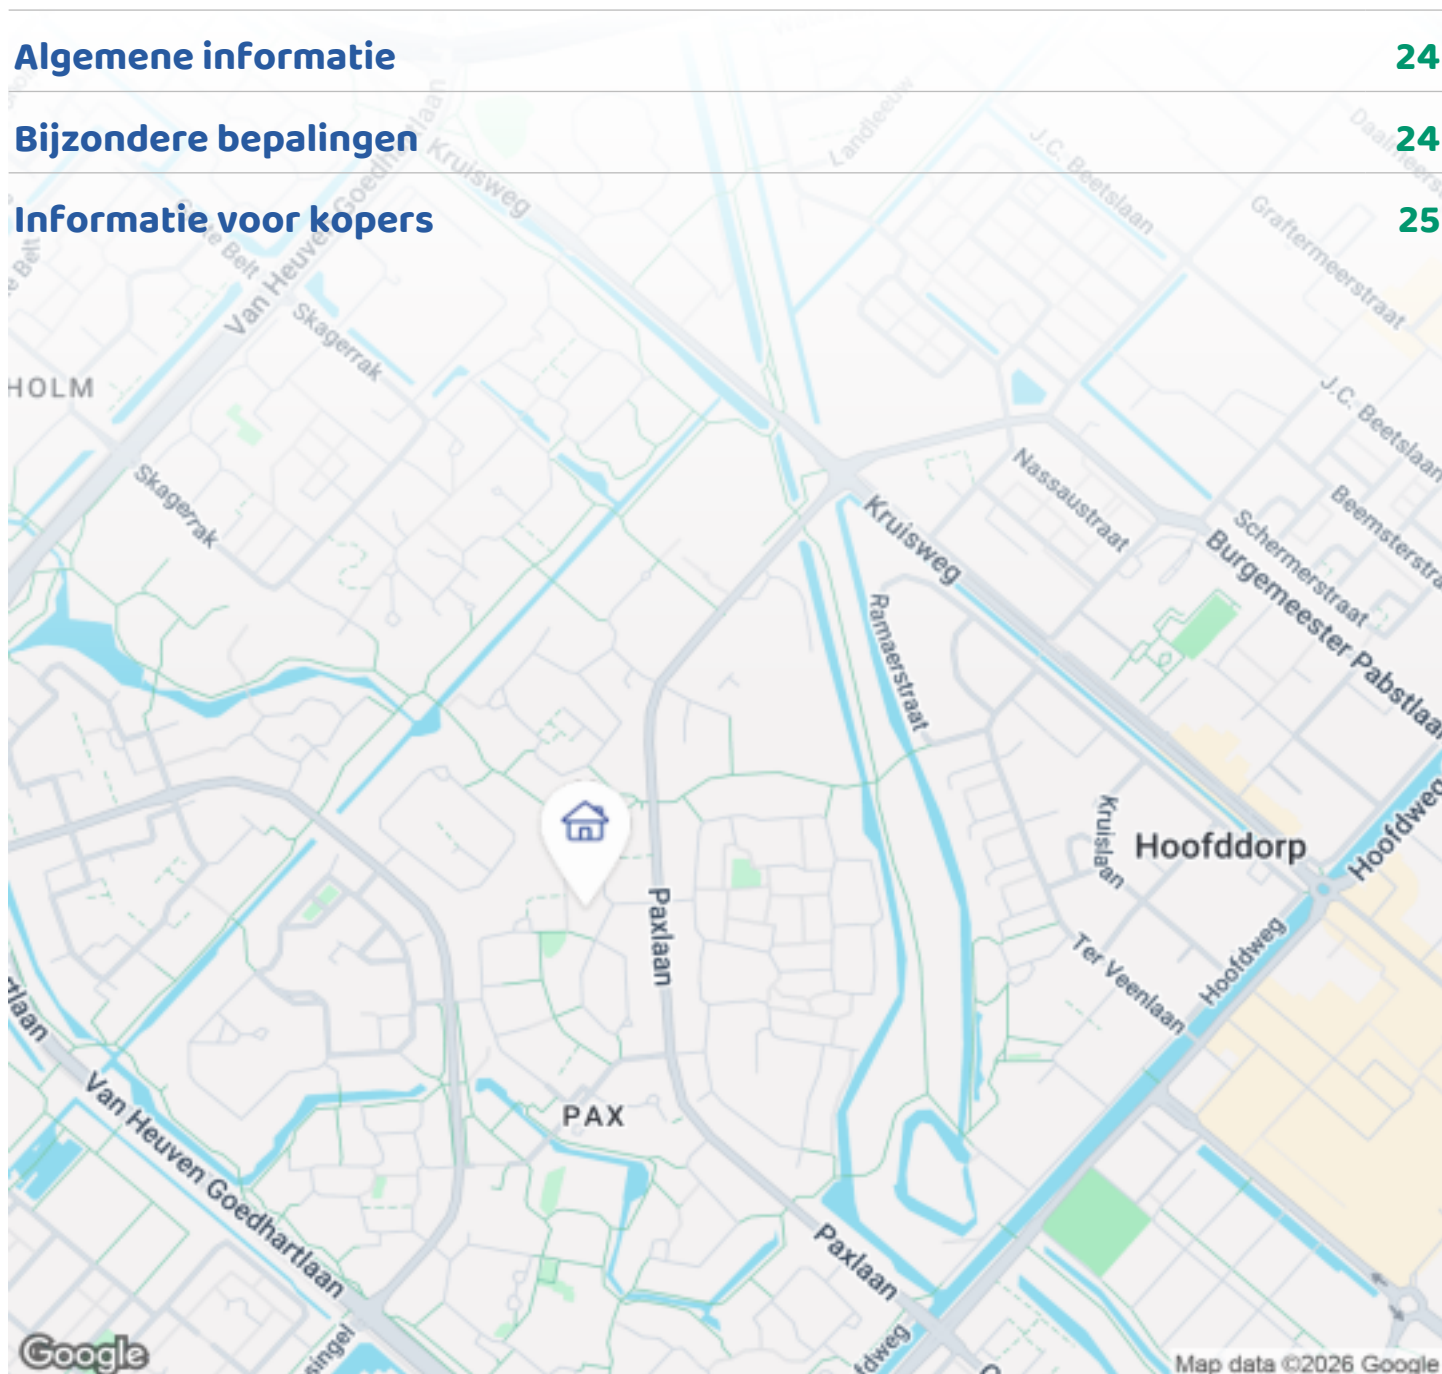 Algemene informatie 24
Bijzondere bepalingen 24
Informatie voor kopers 25
Van Heuven Goedhartlaan
Kruisweg
Landleeuw
J.C. Beetslaan
Graftermeerstraat
Skagerrak
HOLM
J.C. Beetslaan
Skagerrak
Nassaustraat
Kruisweg
Schermerstraat
Burgemeester Pabstlaan
Ramaerstraat
Kruislaan
Hoofddorp
Hoofdweg
Paxlaan
Ter Veenlaan
Hoofdweg
PAX
Van Heuven Goedhartlaan
Paxlaan
Google
Map data ©2026 Google